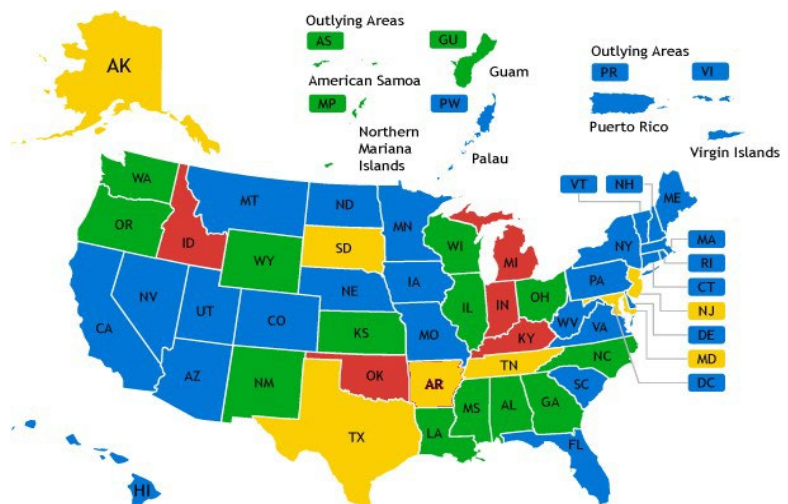 AK
Outlying Areas
AS
GU
American Samoa
Guam
MP
PW
Northern
Mariana
Islands
Palau
Outlying Areas
PR
VI
Puerto Rico
Virgin Islands
WA
MT
ND
MN
VT
NH
ME
OR
ID
SD
WI
MI
NY
MA
WY
RI
NV
UT
NE
IA
PA
CT
CA
CO
IL
IN
OH
NJ
KS
MO
WV
VA
DE
KY
MD
AZ
NM
OK
AR
TN
NC
DC
TX
LA
MS
AL
GA
SC
FL
HI